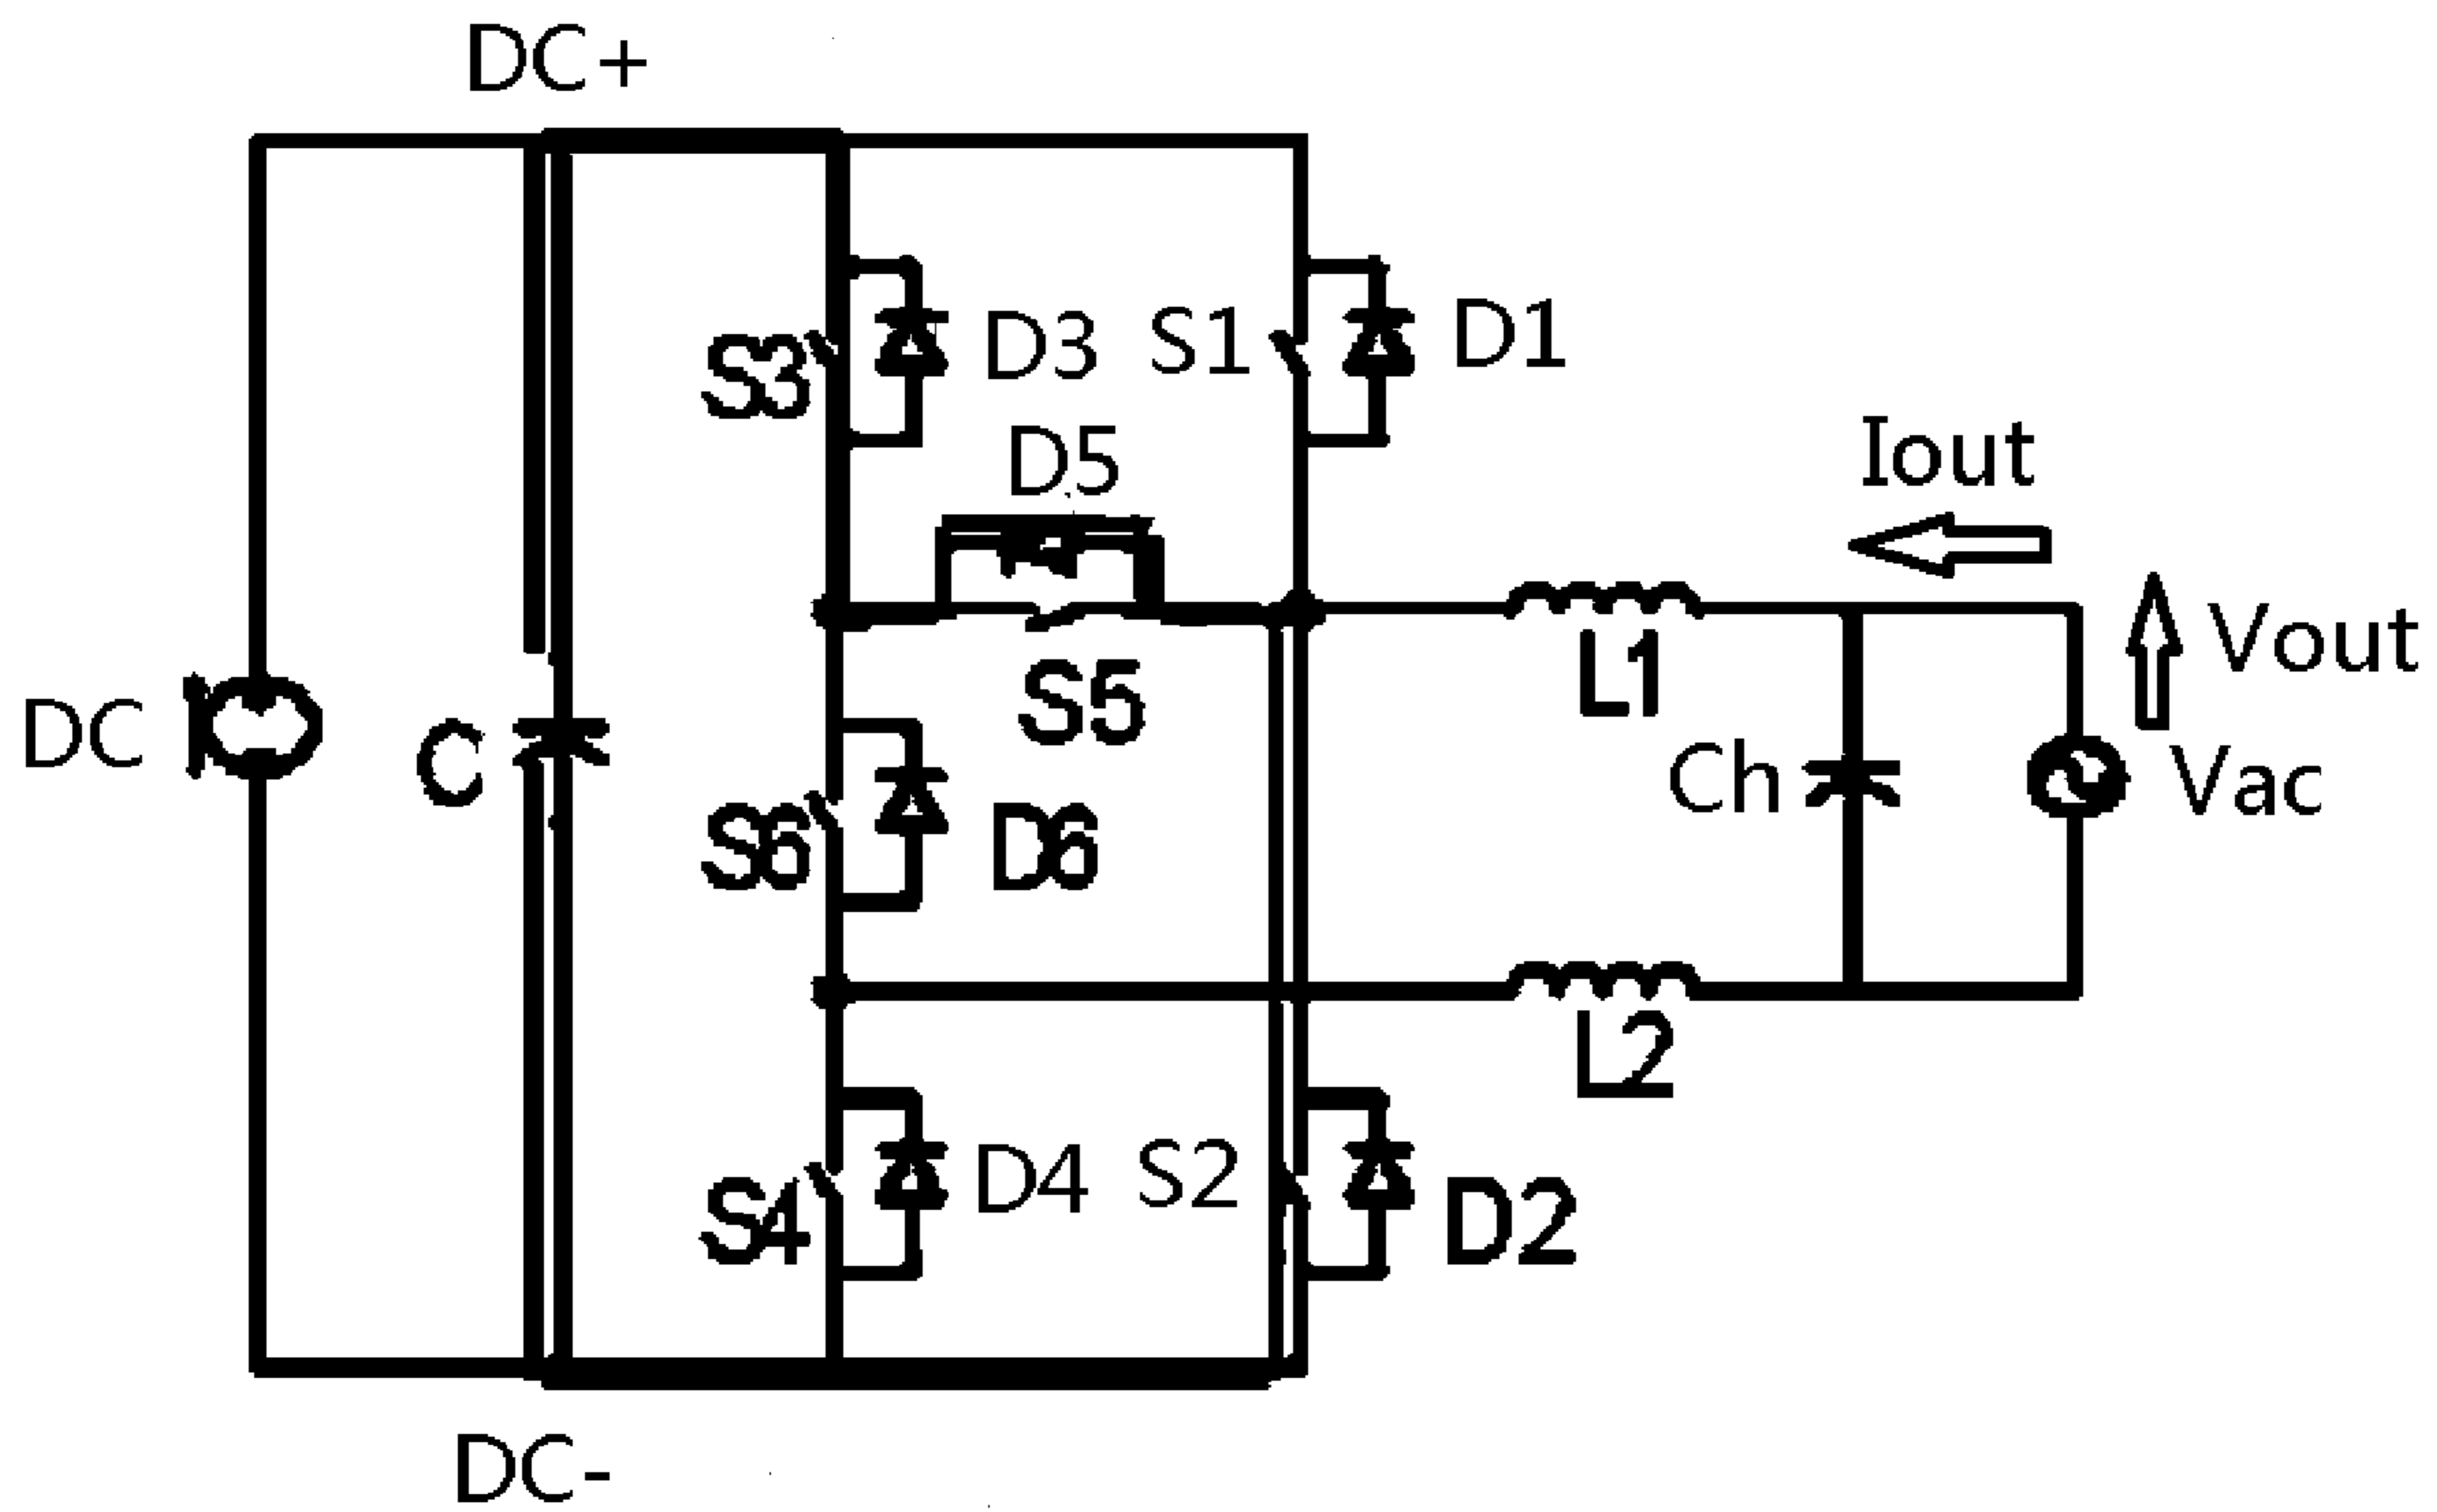 DC+
S3
D3
S1
D1
D5
Iout
S5
L1
Vout
DC
C
Ch
Vac
S6
D6
L2
S4
D4
S2
D2
DC-